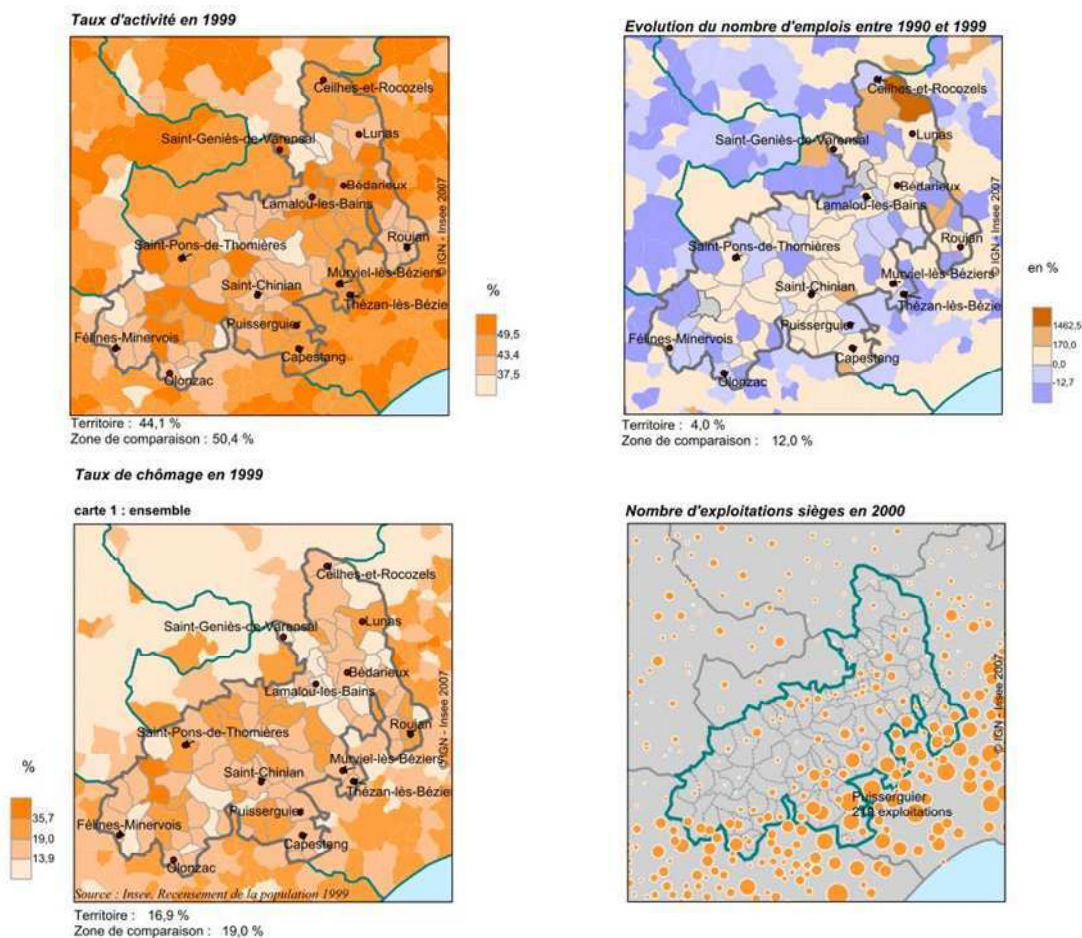 Taux d'activité en 1999
Ceilhes-et-Rocozels
Lunas
Saint-Geniès-de-Varensal
Bédarieux
Lamalou-les-Bains
Saint-Pons-de-Thomières
Roujan
Murviel-lès-Béziers
Saint-Chinian
Thézan-lès-Bézier
Puisserguier
Félines-Minervois
Capestang
Olonzac
© IGN - Insee 2007
%
49,5
43,4
37,5
Territoire : 44,1 %
Zone de comparaison : 50,4 %
Evolution du nombre d'emplois entre 1990 et 1999
Ceilhes-et-Rocozels
Lunas
Saint-Geniès-de-Varensal
Bédarieux
Lamalou-les-Bains
Saint-Pons-de-Thomières
Roujan
Murviel-lès-Béziers
Saint-Chinian
Thézan-lès-Bézier
Puisserguier
Félines-Minervois
Capestang
Olonzac
© IGN - Insee 2007
en %
1462,5
170,0
0,0
-12,7
Territoire : 4,0 %
Zone de comparaison : 12,0 %
Taux de chômage en 1999
carte 1 : ensemble
Ceilhes-et-Rocozels
Lunas
Saint-Geniès-de-Varensal
Bédarieux
Lamalou-les-Bains
Saint-Pons-de-Thomières
Roujan
Murviel-lès-Béziers
Saint-Chinian
Thézan-lès-Bézier
Puisserguier
Félines-Minervois
Capestang
Olonzac
© IGN - Insee 2007
%
35,7
19,0
13,9
Source : Insee, Recensement de la population 1999
Territoire : 16,9 %
Zone de comparaison : 19,0 %
Nombre d'exploitations sièges en 2000
© IGN - Insee 2007
Puisserguier
exploitations